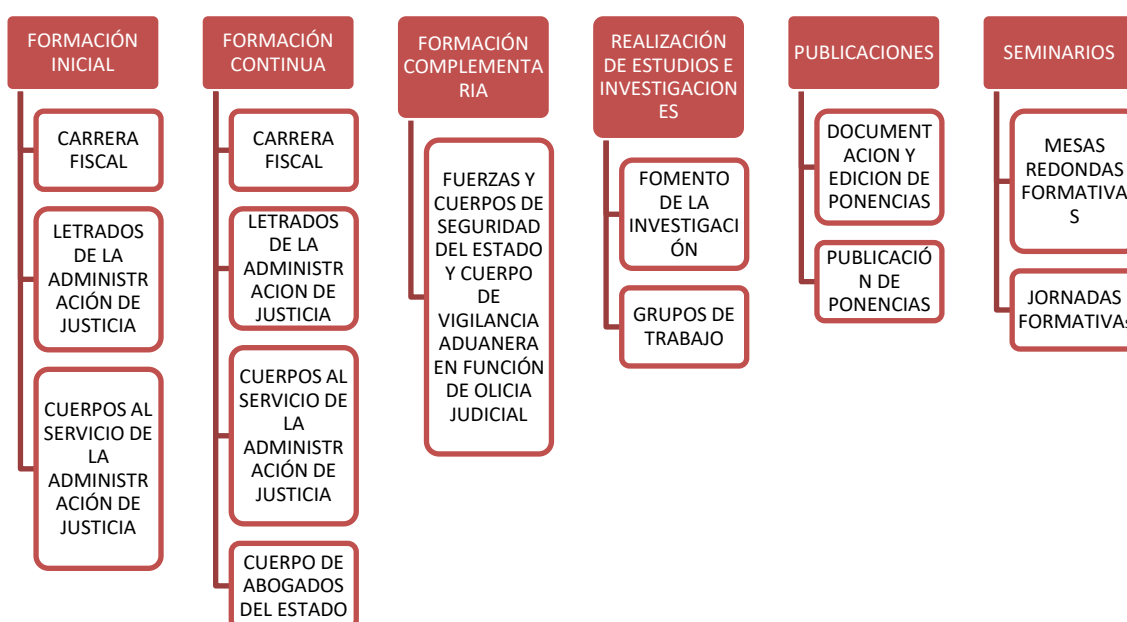 FORMACIÓN
INICIAL
CARRERA
FISCAL
LETRADOS
DE LA
ADMINISTR
ACIÓN DE
JUSTICIA
CUERPOS AL
SERVICIO DE
LA
ADMINISTR
ACIÓN DE
JUSTICIA
FORMACIÓN
CONTINUA
CARRERA
FISCAL
LETRADOS
DE LA
ADMINISTR
ACION DE
JUSTICIA
CUERPOS AL
SERVICIO DE
LA
ADMINISTR
ACIÓN DE
JUSTICIA
CUERPO DE
ABOGADOS
DEL ESTADO
FORMACIÓN
COMPLEMENTA
RIA
FUERZAS Y
CUERPOS DE
SEGURIDAD
DEL ESTADO
Y CUERPO
DE
VIGILANCIA
ADUANERA
EN FUNCIÓN
DE OLICIA
JUDICIAL
REALIZACIÓN
DE ESTUDIOS E
INVESTIGACION
ES
FOMENTO
DE LA
INVESTIGACI
ÓN
GRUPOS DE
TRABAJO
PUBLICACIONES
DOCUMENT
ACION Y
EDICION DE
PONENCIAS
PUBLICACIÓ
N DE
PONENCIAS
SEMINARIOS
MESAS
REDONDAS
FORMATIVA
S
JORNADAS
FORMATIVAs